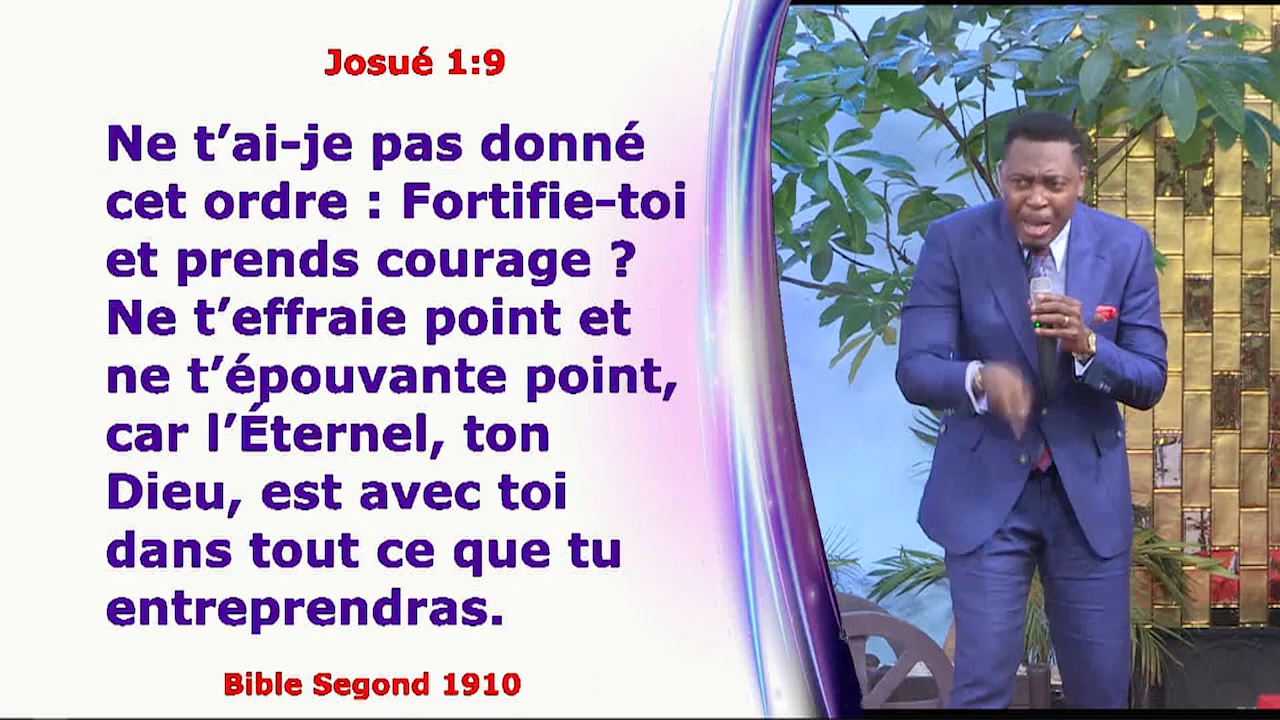 Josué 1:9
Ne t’ai-je pas donné
cet ordre : Fortifie-toi
et prends courage ?
Ne t’effraie point et
ne t’épouvante point,
car l’Éternel, ton
Dieu, est avec toi
dans tout ce que tu
entreprendras.
Bible Segond 1910